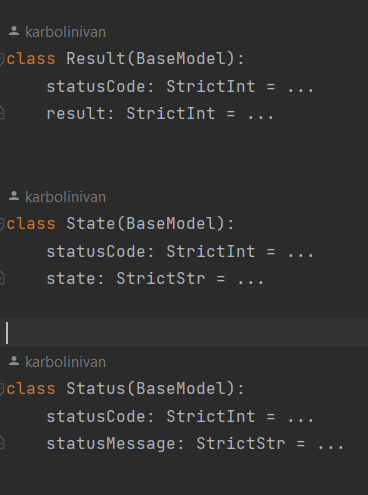 karbolinivan
class Result(BaseModel):
    statusCode: StrictInt = ...
    result: StrictInt = ...
karbolinivan
class State(BaseModel):
    statusCode: StrictInt = ...
    state: StrictStr = ...
karbolinivan
class Status(BaseModel):
    statusCode: StrictInt = ...
    statusMessage: StrictStr = ...